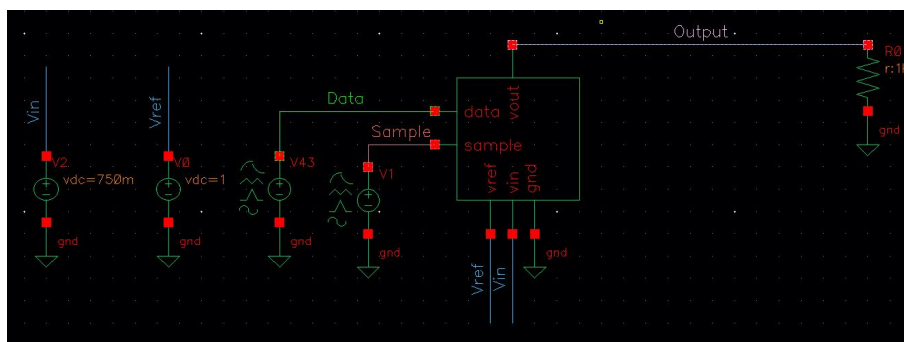 Output
R0
r:1
gnd
Vin
V2
vdc=750m
gnd
Vref
V0
vdc=1
gnd
Data
V43
gnd
Sample
V1
gnd
vout
data
sample
vref
vin
gnd
gnd
Vref
Vin